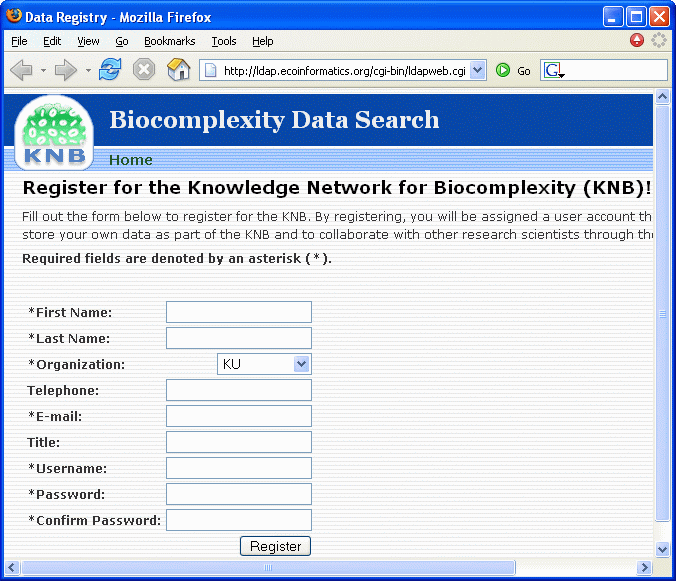 Data Registry - Mozilla Firefox
File Edit View Go Bookmarks Tools Help
http://ldap.ecoinformatics.org/cgi-bin/ldapweb.cgi Go G
KNB
Biocomplexity Data Search
Home
Register for the Knowledge Network for Biocomplexity (KNB)!
Fill out the form below to register for the KNB. By registering, you will be assigned a user account th
store your own data as part of the KNB and to collaborate with other research scientists through the
Required fields are denoted by an asterisk (*).
*First Name:
*Last Name:
*Organization: KU
Telephone:
*E-mail:
Title:
*Username:
*Password:
*Confirm Password:
Register